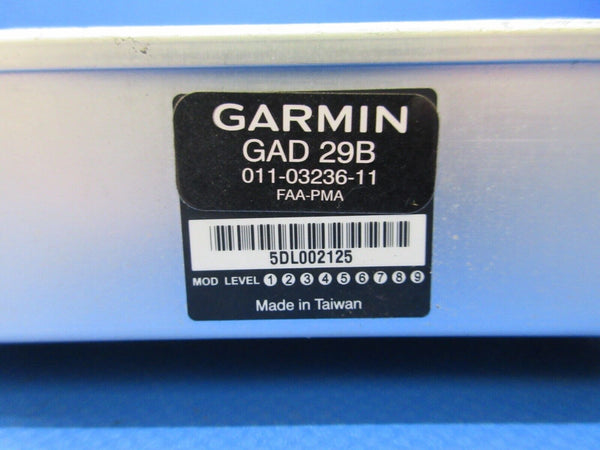 GARMIN
GAD 29B
011-03236-11
FAA-PMA
5DL002125
MOD LEVEL 1 2 3 4 5 6 7 8 9
Made in Taiwan